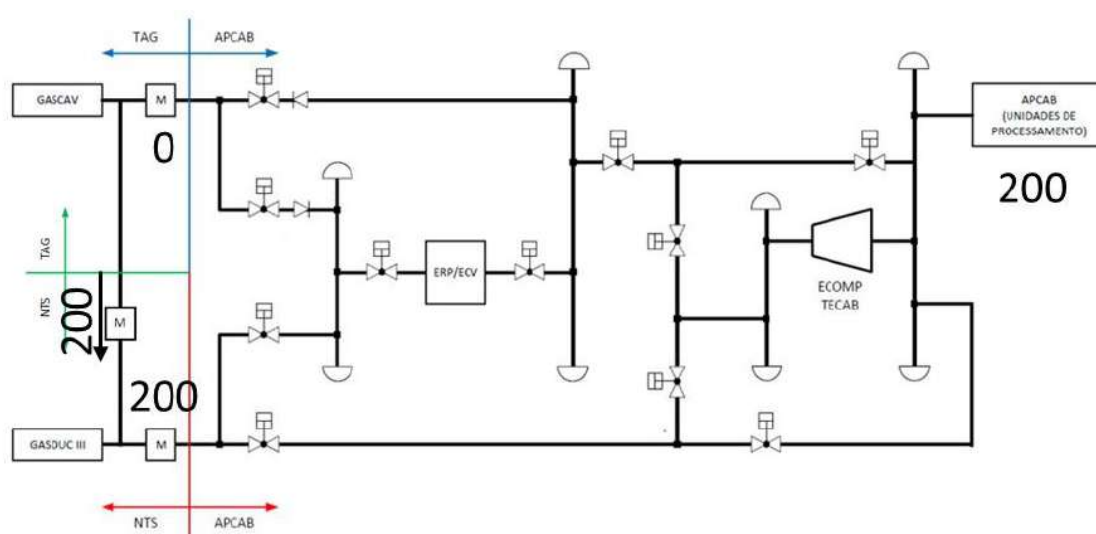 TAG
APCAB
GASCAV
M
0
APCAB
(UNIDADES DE
PROCESSAMENTO)
200
TAG
NTS
200
M
ERP/ECV
ECOMP
TECAB
200
GASDUC III
M
NTS
APCAB